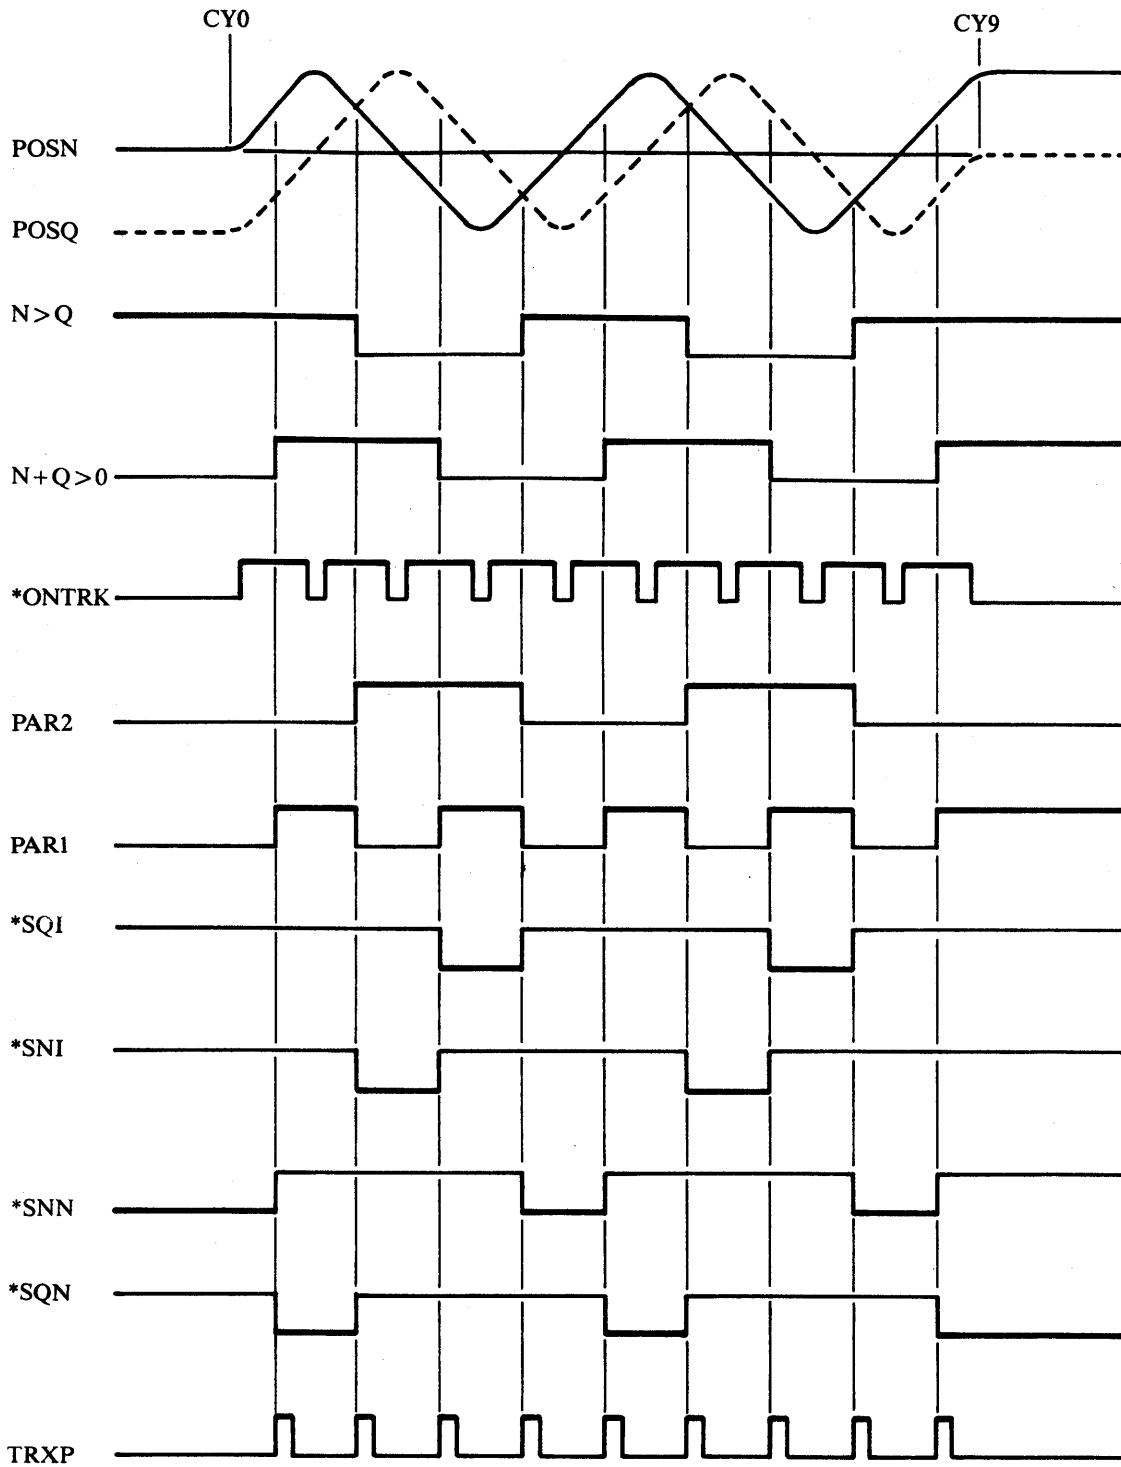 CY0
CY9
POSN
POSQ
N>Q
N+Q>0
*ONTRK
PAR2
PAR1
*SQI
*SNI
*SNN
*SQN
TRXP